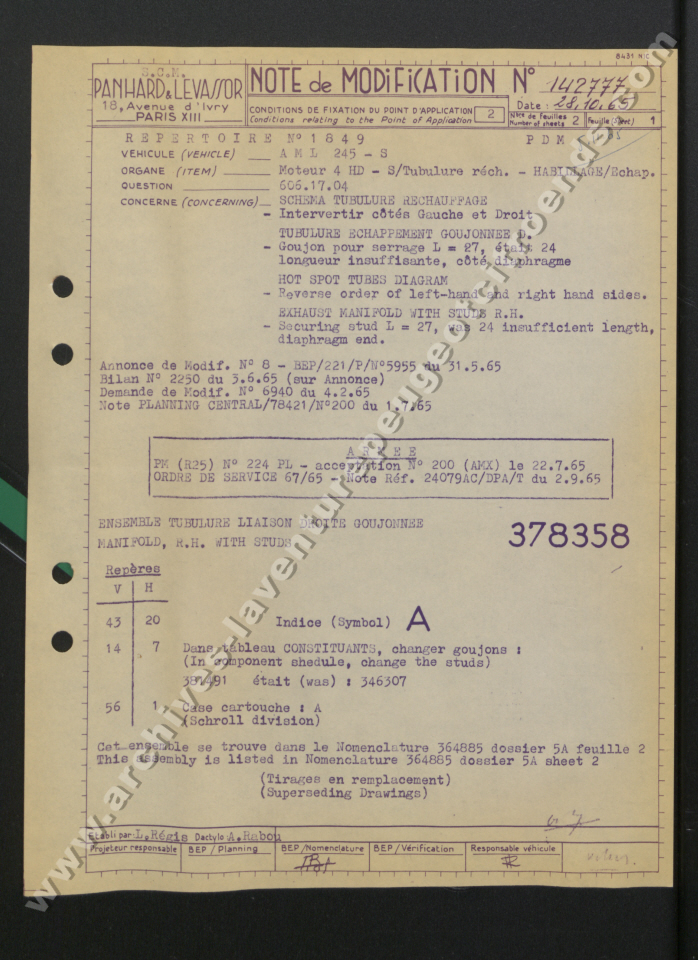 8431 NIC
S.C.M.
PANHARD & LEVASSOR
18, Avenue d'Ivry
PARIS XIII
NOTE de MODIFICATION N° 142777
CONDITIONS DE FIXATION DU POINT D'APPLICATION
Conditions relating to the Point of Application
2
Date : 28.10.65
Nbre de feuilles 2
Number of sheets
Feuille (Sheet) 1
REPERTOIRE N° 1849 PDM
VEHICULE (VEHICLE) AML 245 - S
ORGANE (ITEM) Moteur 4 HD - S/Tubulure réch. - HABILLAGE/Echap.
QUESTION 606.17.04
CONCERNE (CONCERNING) SCHEMA TUBULURE RECHAUFFAGE
- Intervertir côtés Gauche et Droit
TUBULURE ECHAPPEMENT GOUJONNEE D.
- Goujon pour serrage L = 27, était 24
longueur insuffisante, côté diaphragme
HOT SPOT TUBES DIAGRAM
- Reverse order of left-hand and right hand sides.
EXHAUST MANIFOLD WITH STUDS R.H.
- Securing stud L = 27, was 24 insufficient length,
diaphragm end.
Annonce de Modif. N° 8 - BEP/221/P/N°5955 du 31.5.65
Bilan N° 2250 du 3.6.65 (sur Annonce)
Demande de Modif. N° 6940 du 4.2.65
Note PLANNING CENTRAL/78421/N°200 du 1.7.65
ARMEE
PM (R25) N° 224 PL - acceptation N° 200 (AMX) le 22.7.65
ORDRE DE SERVICE 67/65 - Note Réf. 24079AC/DPA/T du 2.9.65
ENSEMBLE TUBULURE LIAISON DROITE GOUJONNEE
MANIFOLD, R.H. WITH STUDS
378358
Repères
V H
43 20 Indice (Symbol) A
14 7 Dans tableau CONSTITUANTS, changer goujons :
(In component shedule, change the studs)
381491 était (was) : 346307
56 1 Case cartouche : A
(Schroll division)
Cet ensemble se trouve dans le Nomenclature 364885 dossier 5A feuille 2
This assembly is listed in Nomenclature 364885 dossier 5A sheet 2
(Tirages en remplacement)
(Superseding Drawings)
Etabli par: L. Régis Dactylo A. Rabou
Projeteur responsable
BEP / Planning
BEP / Nomenclature
BEP / Vérification
Responsable véhicule
www.archives-laventurepeugeotcitroends.com